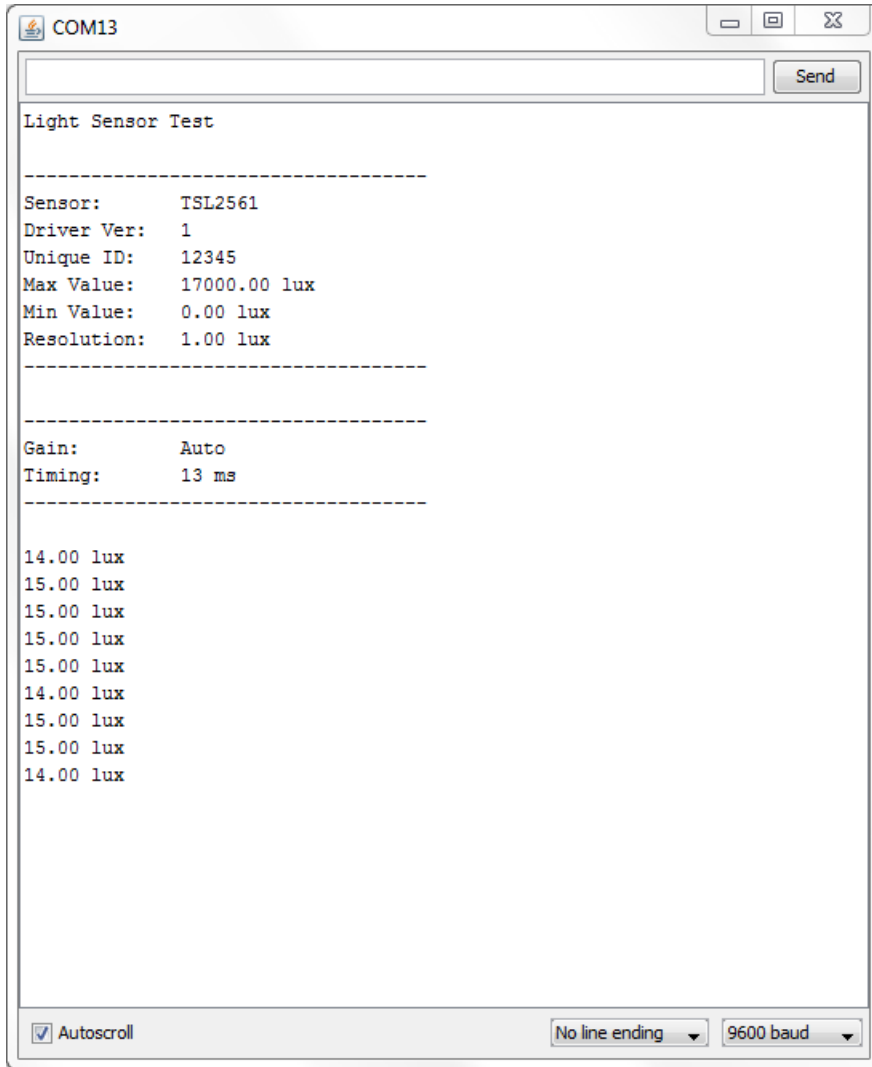 COM13
Send
Light Sensor Test
------------------------------------
Sensor:       TSL2561
Driver Ver:   1
Unique ID:    12345
Max Value:    17000.00 lux
Min Value:    0.00 lux
Resolution:   1.00 lux
------------------------------------
------------------------------------
Gain:         Auto
Timing:       13 ms
------------------------------------
14.00 lux
15.00 lux
15.00 lux
15.00 lux
15.00 lux
14.00 lux
15.00 lux
15.00 lux
14.00 lux
Autoscroll No line ending 9600 baud